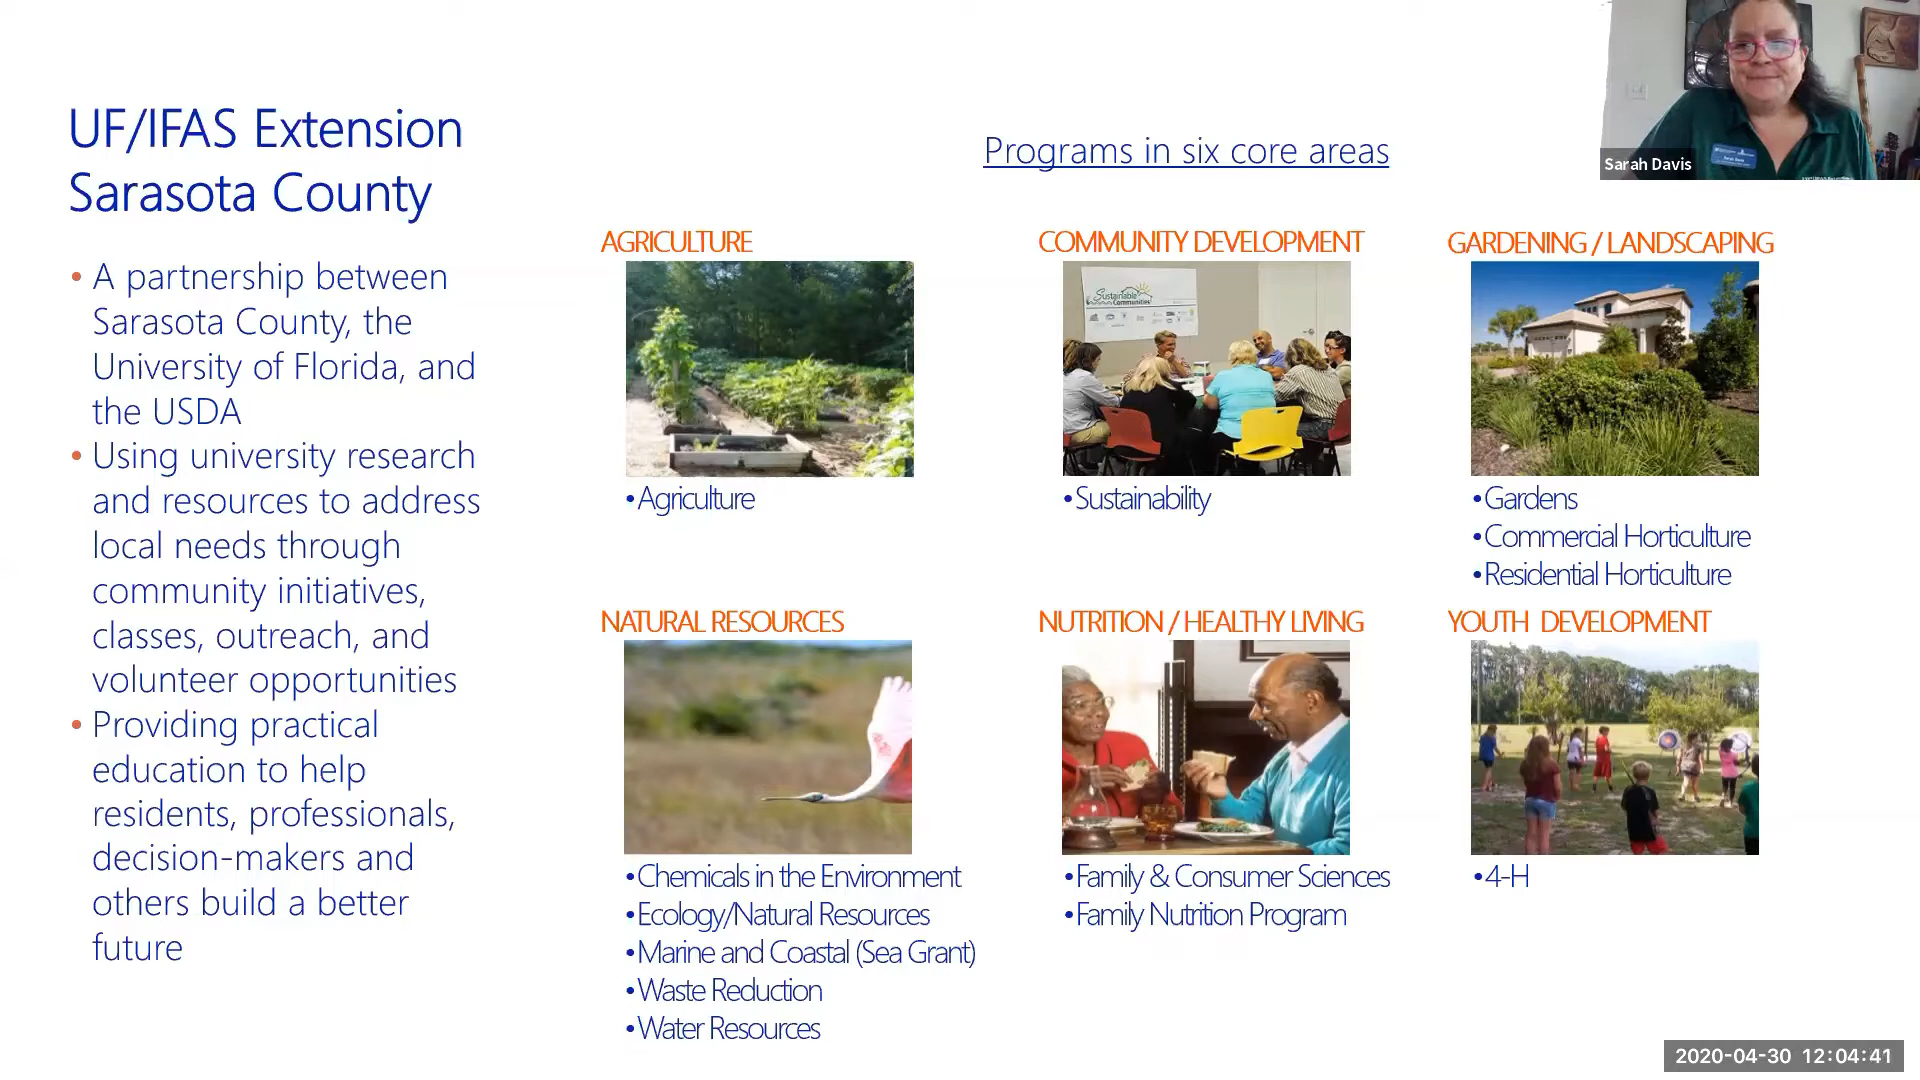 UF/IFAS Extension
Sarasota County
• A partnership between
Sarasota County, the
University of Florida, and
the USDA
• Using university research
and resources to address
local needs through
community initiatives,
classes, outreach, and
volunteer opportunities
• Providing practical
education to help
residents, professionals,
decision-makers and
others build a better
future
Programs in six core areas
AGRICULTURE
• Agriculture
COMMUNITY DEVELOPMENT
Sustainable
Communities
• Sustainability
GARDENING / LANDSCAPING
• Gardens
• Commercial Horticulture
• Residential Horticulture
NATURAL RESOURCES
• Chemicals in the Environment
• Ecology/Natural Resources
• Marine and Coastal (Sea Grant)
• Waste Reduction
• Water Resources
NUTRITION / HEALTHY LIVING
• Family & Consumer Sciences
• Family Nutrition Program
YOUTH DEVELOPMENT
• 4-H
Sarah Davis
2020-04-30 12:04:41